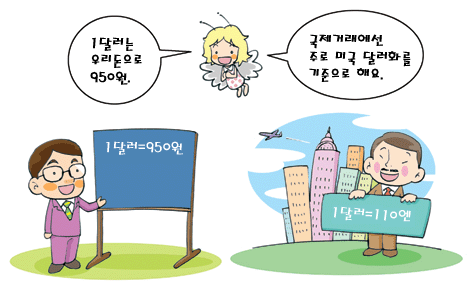 1달러는
우리돈으로
950원.
국제거래에선
주로 미국 달러화를
기준으로 해요.
1달러=950원
1달러=110엔